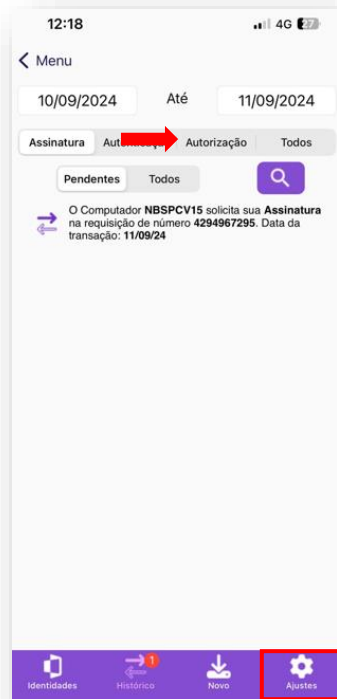 12:18
4G 27
Menu
10/09/2024 Até 11/09/2024
Assinatura Autorização Todos
Pendentes Todos
O Computador NBSPCV15 solicita sua Assinatura
na requisição de número 4294967295. Data da
transação: 11/09/24
1
Identidades Histórico Novo Ajustes